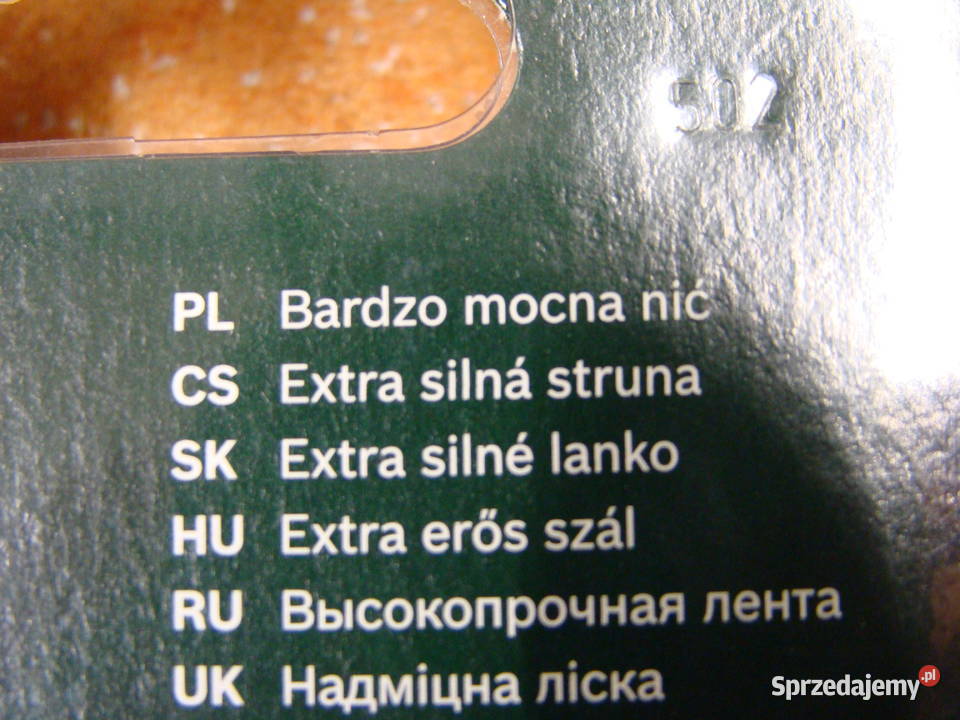 502
PL Bardzo mocna nić
CS Extra silná struna
SK Extra silné lanko
HU Extra erős szál
RU Высокопрочная лента
UK Надміцна ліска
Sprzedajemy.pl